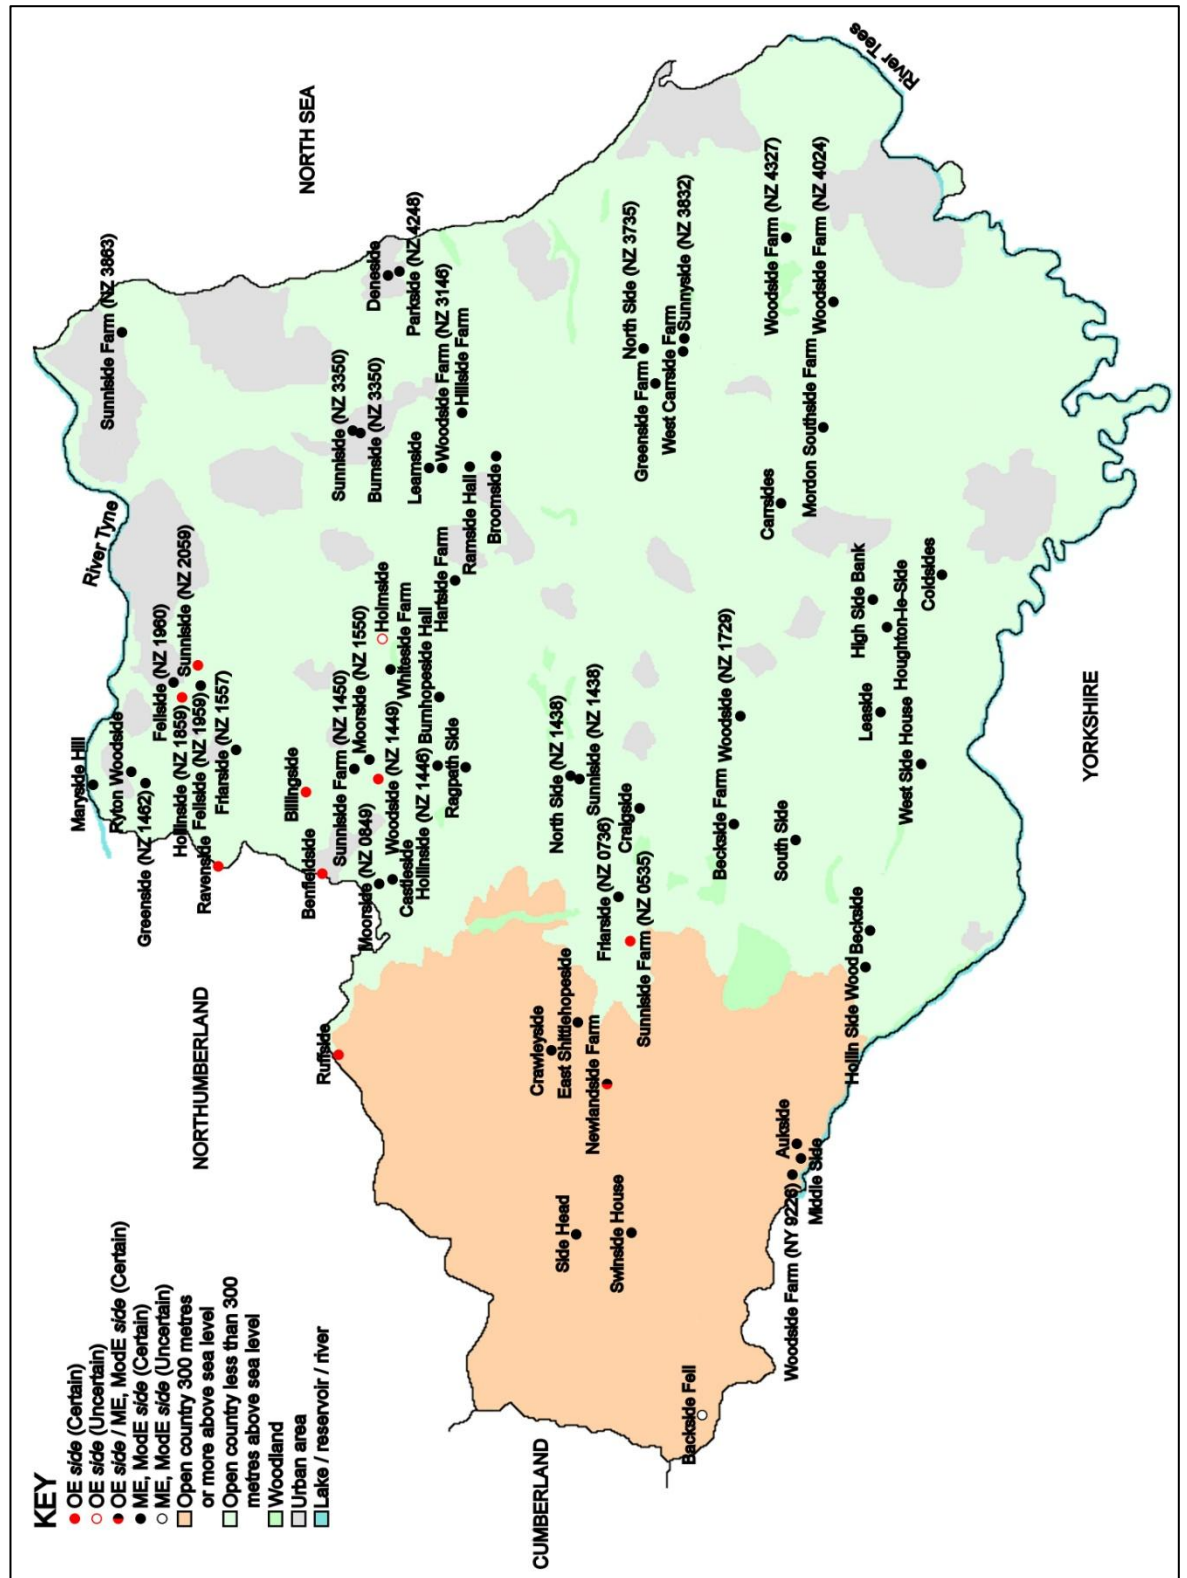 KEY
OE side (Certain)
OE side (Uncertain)
OE side / ME, ModE side (Certain)
ME, ModE side (Certain)
ME, ModE side (Uncertain)
Open country 300 metres
or more above sea level
Open country less than 300
metres above sea level
Woodland
Urban area
Lake / reservoir / river
NORTHUMBERLAND
NORTH SEA
CUMBERLAND
YORKSHIRE
River Tyne
River Tees
Maryside Hill
Ryton Woodside
Greenside (NZ 1462)
Fellside (NZ 1960)
Hollinside (NZ 1859)
Sunniside (NZ 2059)
Fellside (NZ 1959)
Ravenside
Friarside (NZ 1557)
Sunniside Farm (NZ 3863)
Billingside
Benfieldside
Ruffside
Sunniside Farm (NZ 1450)
Moorside (NZ 1550)
Moorside (NZ 0849)
Woodside (NZ 1449)
Holmside
Castleside
Whiteside Farm
Hollinside (NZ 1446)
Burnhopeside Hall
Ragpath Side
Hartside Farm
Sunniside (NZ 3350)
Burnside (NZ 3350)
Deneside
Parkside (NZ 4248)
Leamside
Woodside Farm (NZ 3146)
Hillside Farm
Ramside Hall
Broomside
Crawleyside
East Shittlehopeside
Newlandside Farm
Side Head
Swinside House
North Side (NZ 1438)
Sunniside (NZ 1438)
Friarside (NZ 0736)
Craigside
Sunniside Farm (NZ 0535)
North Side (NZ 3735)
Greenside Farm
West Carrside Farm
Sunnyside (NZ 3832)
Backside Fell
Beckside Farm
Woodside (NZ 1729)
South Side
Woodside Farm (NY 9226)
Aukside
Middle Side
Carrsides
Woodside Farm (NZ 4327)
Woodside Farm (NZ 4024)
Mordon Southside Farm
Hollin Side Wood
Beckside
High Side Bank
Leaside
Houghton-le-Side
West Side House
Coldsides